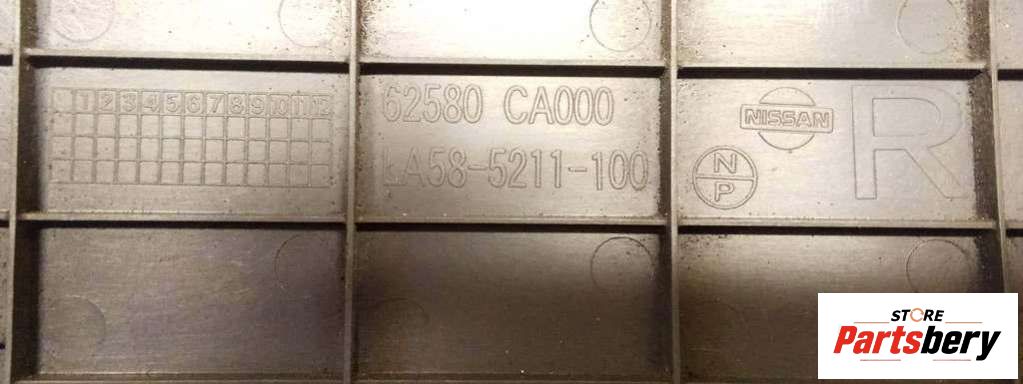 1 2 3 4 5 6 7 8 9 10 11 12
62580 CA000
LA58-5211-100
NISSAN
N
P
R
STORE
Partsbery